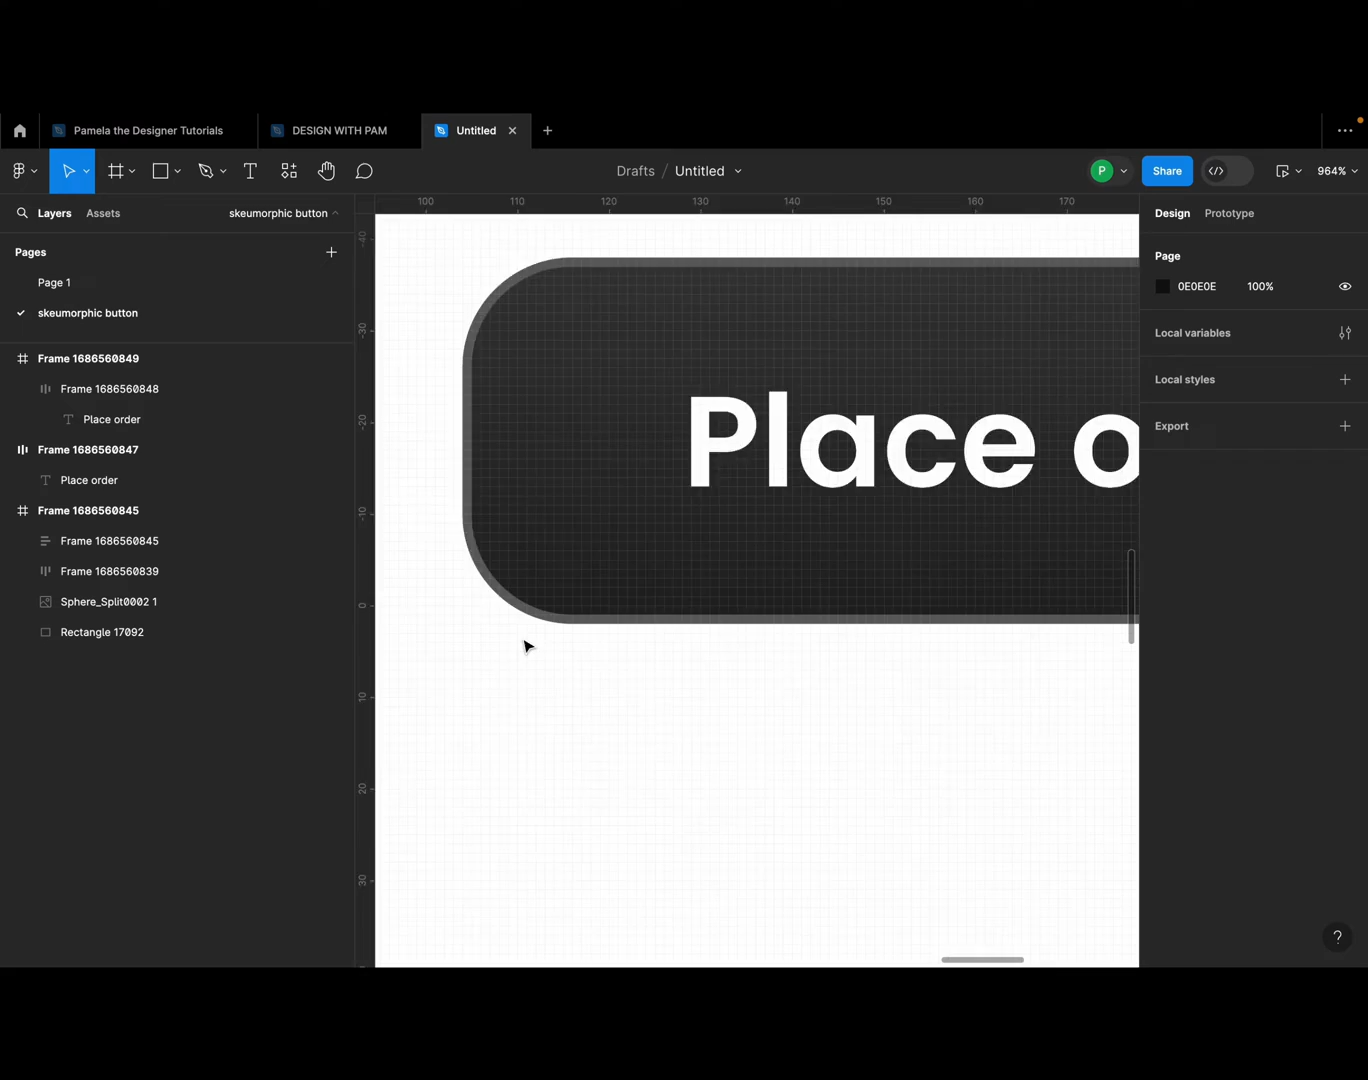 Pamela the Designer Tutorials
DESIGN WITH PAM
Untitled
Drafts / Untitled
P
Share
964%
Layers
Assets
skeumorphic button
100
110
120
130
140
150
160
170
Design
Prototype
Pages
Page 1
skeumorphic button
Frame 1686560849
Frame 1686560848
Place order
Frame 1686560847
Place order
Frame 1686560845
Frame 1686560845
Frame 1686560839
Sphere_Split0002 1
Rectangle 17092
-40
-30
-20
-10
0
10
20
30
Place o
Page
0E0E0E
100%
Local variables
Local styles
Export
?